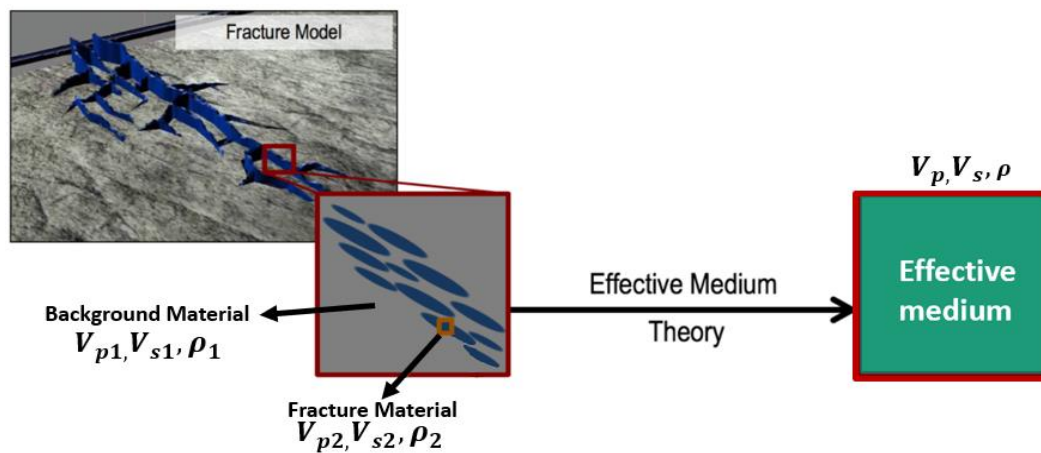 Fracture Model
Background Material
Vp1,Vs1, ρ1
Fracture Material
Vp2,Vs2, ρ2
Effective Medium
Theory
Vp,Vs, ρ
Effective
medium